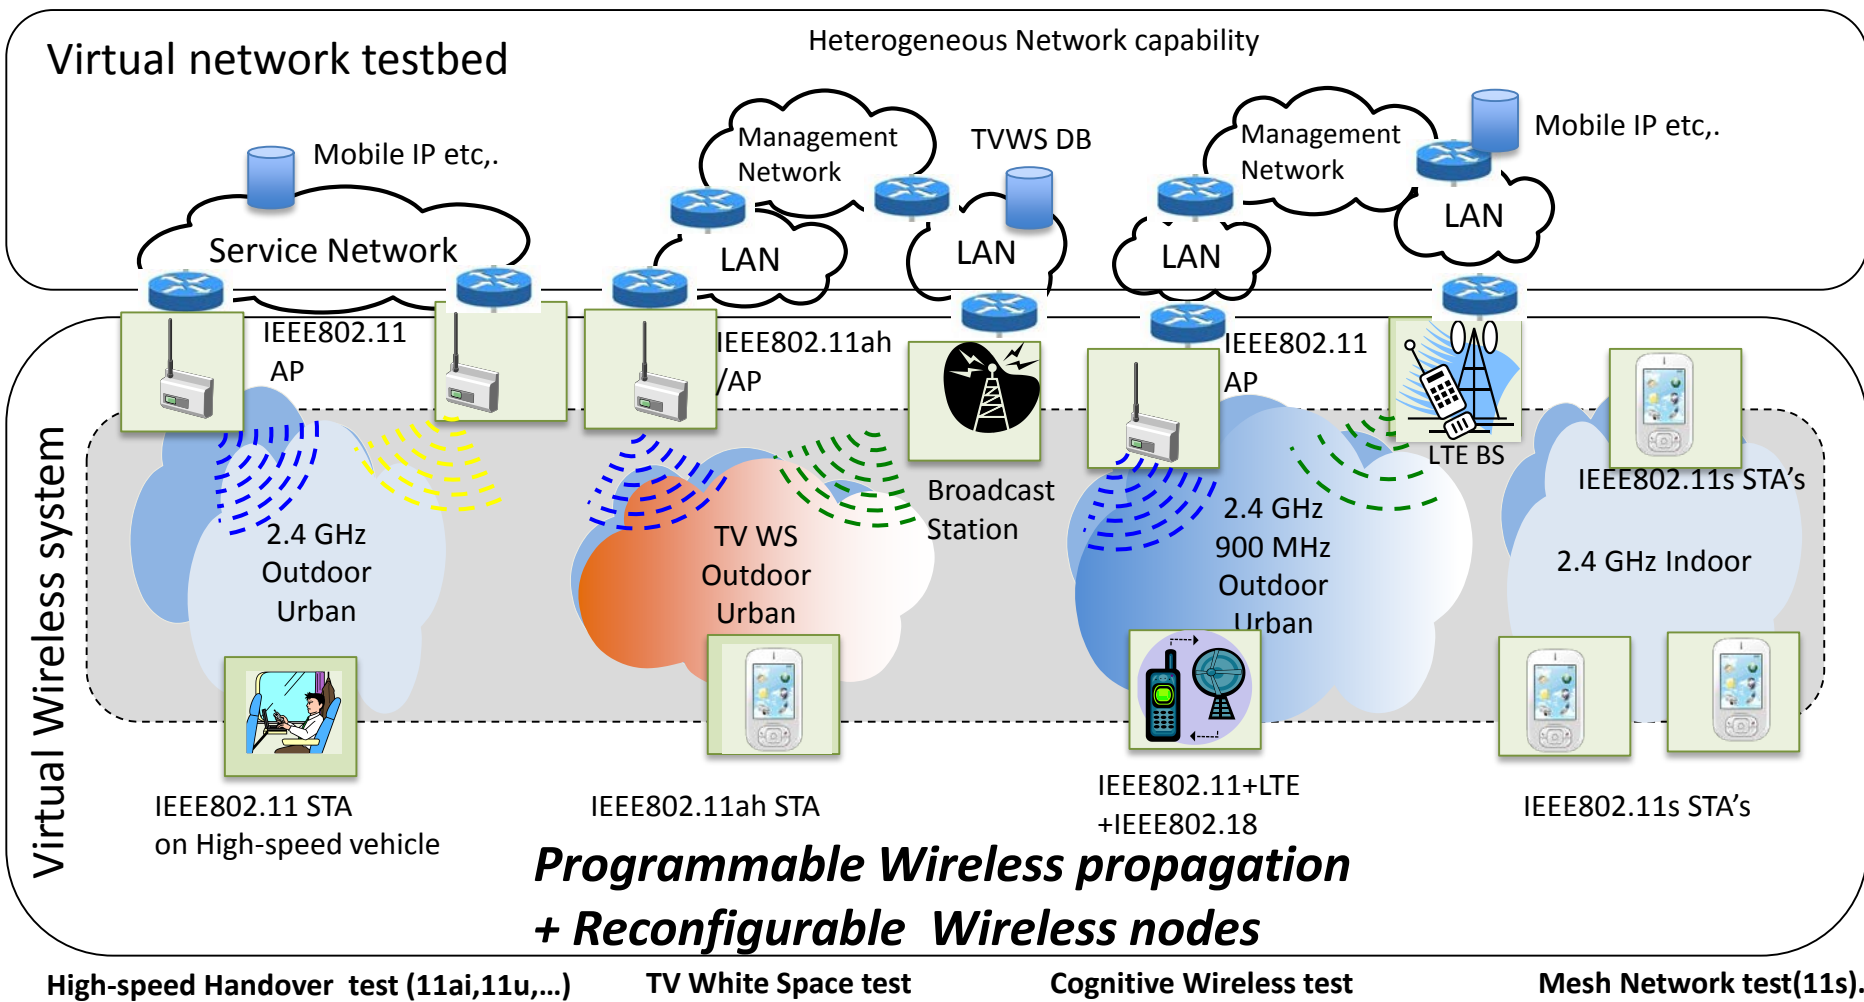 Virtual network testbed
Heterogeneous Network capability
Mobile IP etc,.
Management
Network
TVWS DB
Management
Network
Mobile IP etc,.
Service Network
LAN
LAN
LAN
LAN
IEEE802.11
AP
IEEE802.11ah
/AP
IEEE802.11
AP
LTE BS
Broadcast
Station
IEEE802.11s STA's
Virtual Wireless system
2.4 GHz
Outdoor
Urban
TV WS
Outdoor
Urban
2.4 GHz
900 MHz
Outdoor
Urban
2.4 GHz Indoor
IEEE802.11 STA
on High-speed vehicle
IEEE802.11ah STA
IEEE802.11+LTE
+IEEE802.18
IEEE802.11s STA's
Programmable Wireless propagation
+ Reconfigurable  Wireless nodes
High-speed Handover  test (11ai,11u,...)
TV White Space test
Cognitive Wireless test
Mesh Network test(11s).